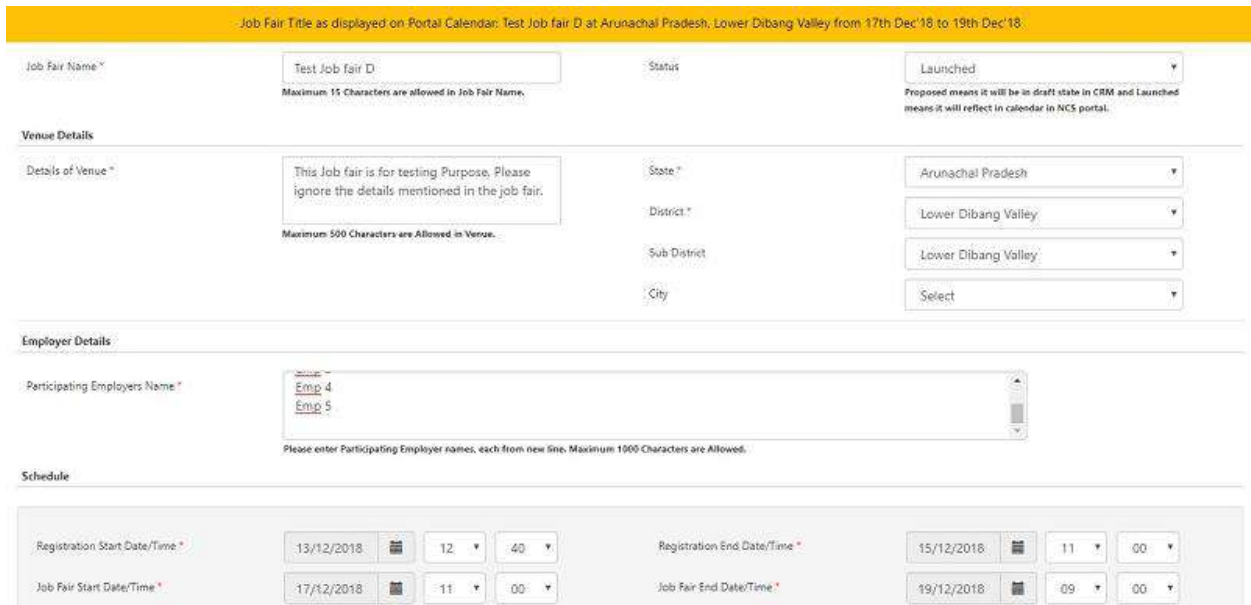 Job Fair Title as displayed on Portal Calendar: Test Job fair D at Arunachal Pradesh, Lower Dibang Valley from 17th Dec'18 to 19th Dec'18
Job Fair Name *
Test Job fair D
Status
Launched
Maximum 15 Characters are allowed in Job Fair Name.
Proposed means it will be in draft state in CRM and Launched
means it will reflect in calendar in NCS portal.
Venue Details
Details of Venue *
This Job fair is for testing Purpose. Please
ignore the details mentioned in the job fair.
Maximum 500 Characters are Allowed in Venue.
State *
Arunachal Pradesh
District *
Lower Dibang Valley
Sub District
Lower Dibang Valley
City
Select
Employer Details
Participating Employers Name *
Emp 4
Emp 5
Please enter Participating Employer names, each from new line. Maximum 1000 Characters are Allowed.
Schedule
Registration Start Date/Time * 13/12/2018 12 40 Registration End Date/Time * 15/12/2018 11 00
Job Fair Start Date/Time * 17/12/2018 11 00 Job Fair End Date/Time * 19/12/2018 09 00